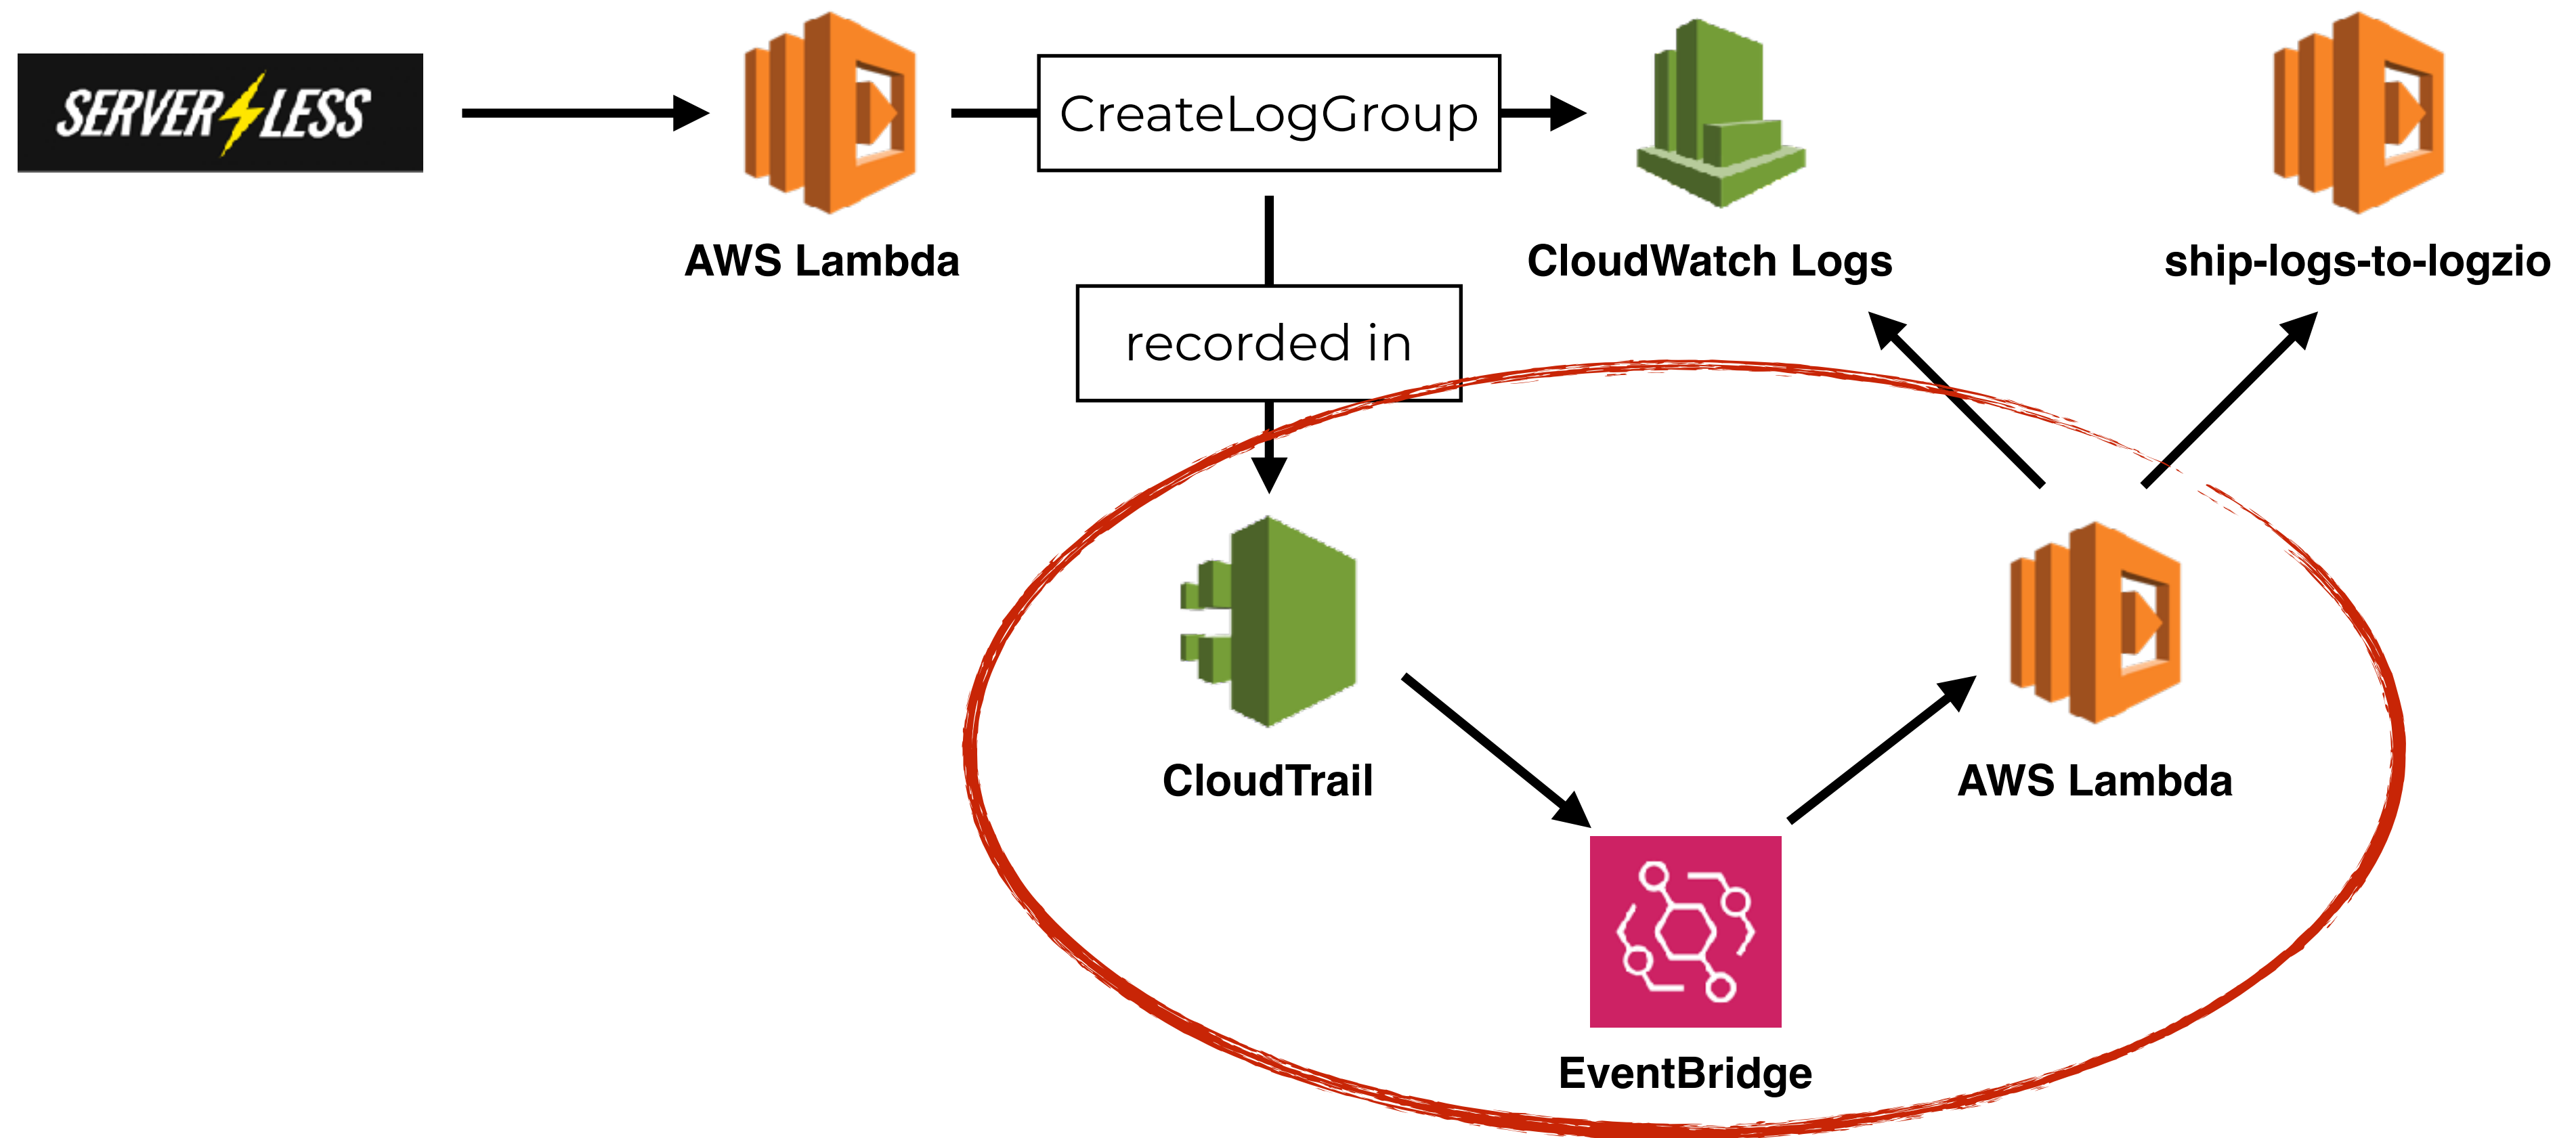 SERVERLESS
CreateLogGroup
AWS Lambda
CloudWatch Logs
ship-logs-to-logzio
recorded in
CloudTrail
AWS Lambda
EventBridge